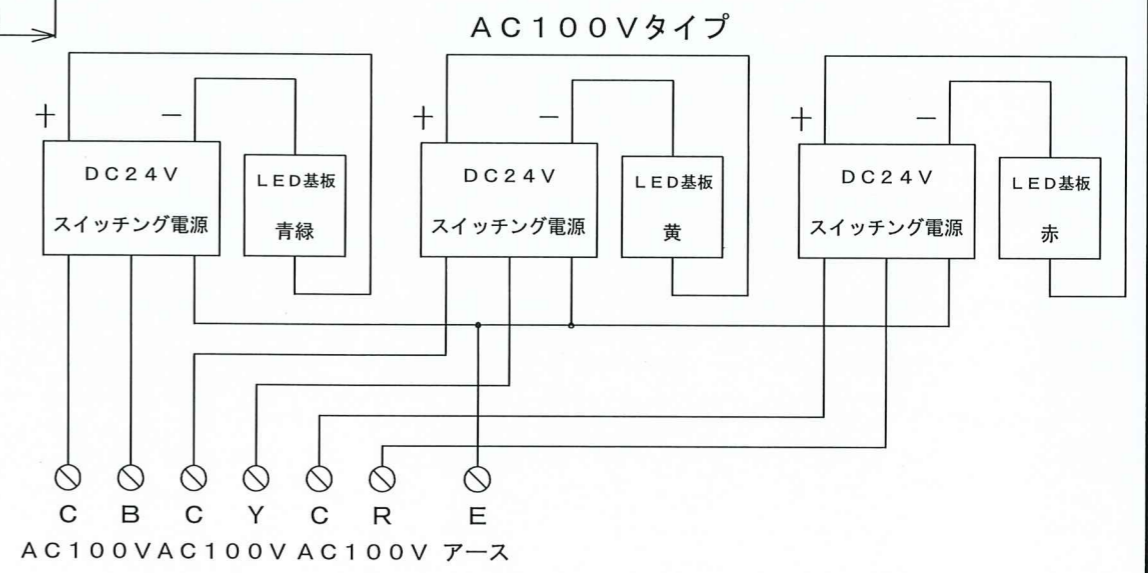 AC100Vタイプ
+ − + − + −
DC24V DC24V DC24V
LED基板 LED基板 LED基板
スイッチング電源 スイッチング電源 スイッチング電源
青緑 黄 赤
C B C Y C R E
AC100V AC100V AC100V アース